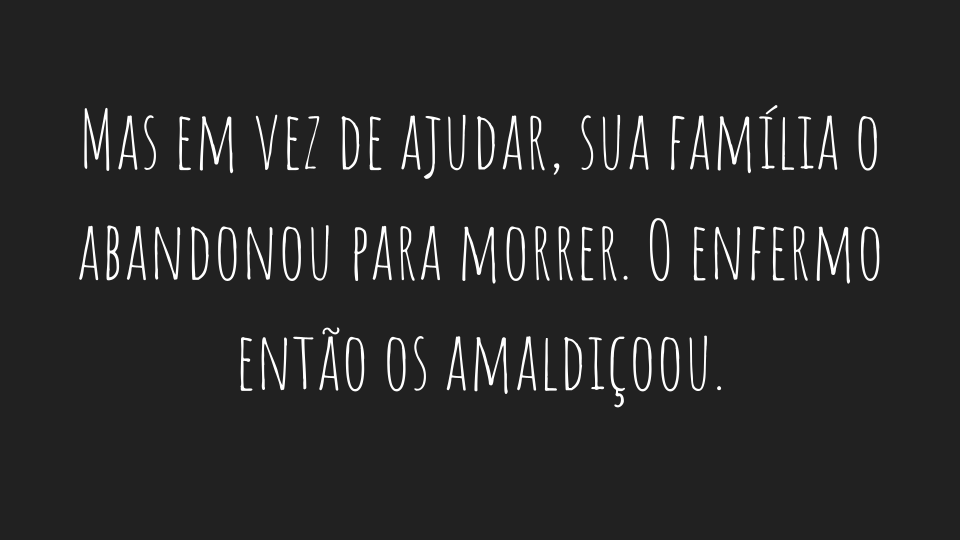 Mas em vez de ajudar, sua família o
abandonou para morrer. O enfermo
então os amaldiçoou.